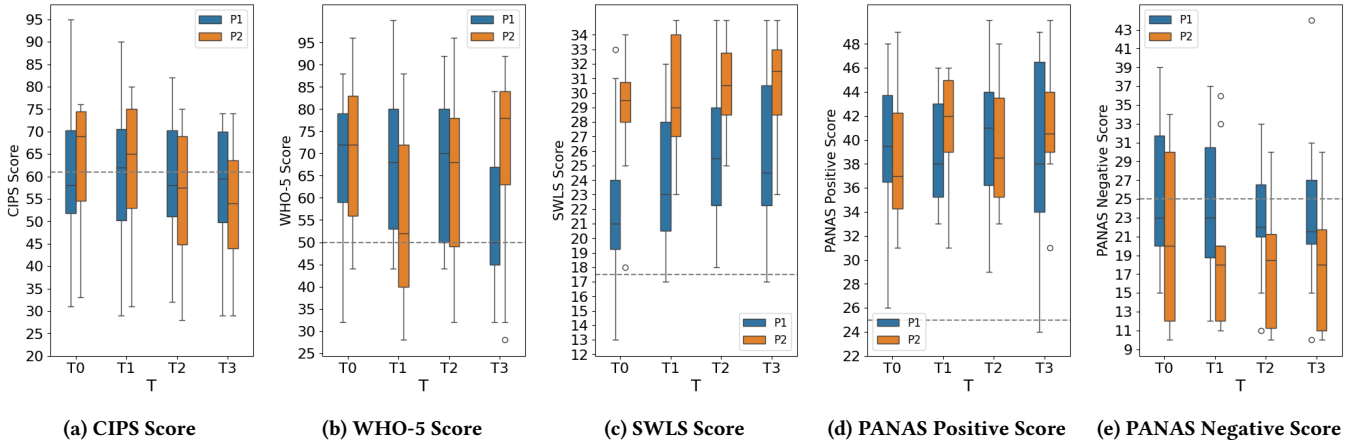 CIPS Score
95
90
85
80
75
70
65
60
55
50
45
40
35
30
25
20
T0 T1 T2 T3
T
P1
P2
(a) CIPS Score
WHO-5 Score
95
90
85
80
75
70
65
60
55
50
45
40
35
30
25
T0 T1 T2 T3
T
P1
P2
(b) WHO-5 Score
SWLS Score
34
33
32
31
30
29
28
27
26
25
24
23
22
21
20
19
18
17
16
15
14
13
12
T0 T1 T2 T3
T
P1
P2
(c) SWLS Score
PANAS Positive Score
48
46
44
42
40
38
36
34
32
30
28
26
24
22
T0 T1 T2 T3
T
P1
P2
(d) PANAS Positive Score
PANAS Negative Score
43
41
39
37
35
33
31
29
27
25
23
21
19
17
15
13
11
9
T0 T1 T2 T3
T
P1
P2
(e) PANAS Negative Score